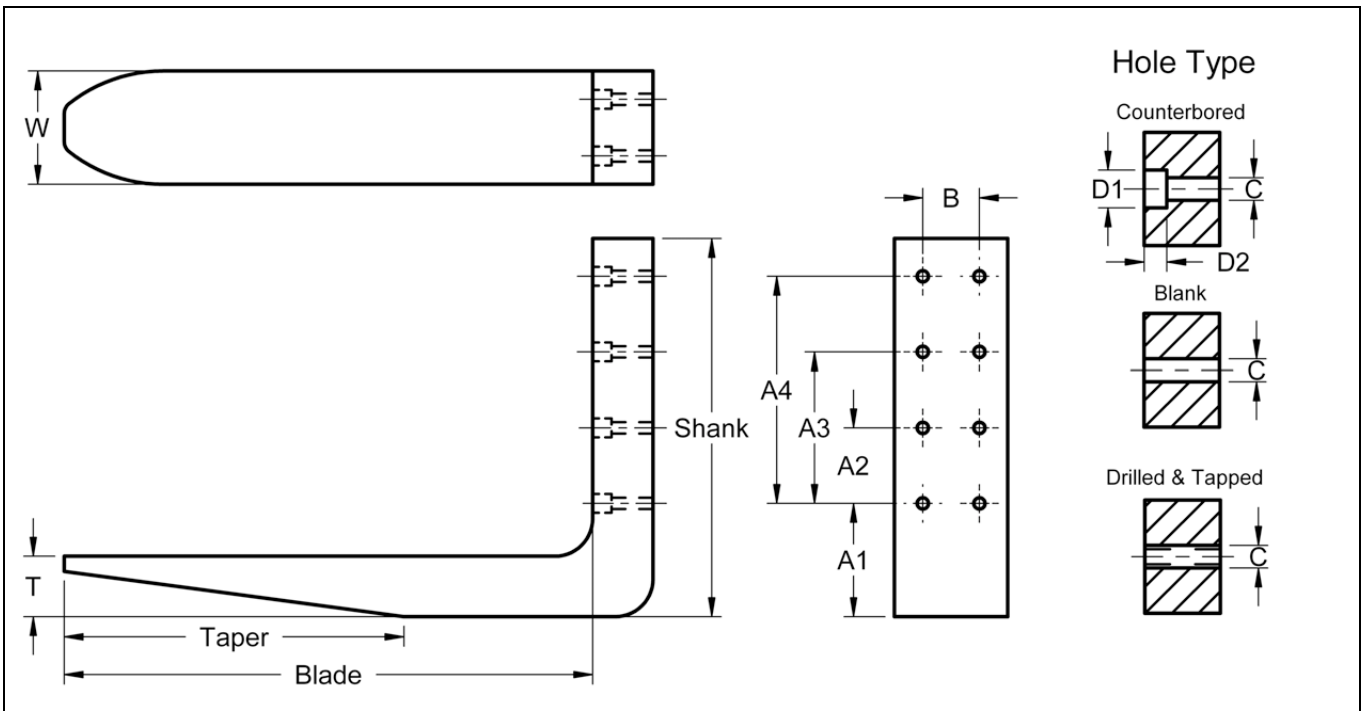 W
T
Taper
Blade
Shank
B
A4
A3
A2
A1
Hole Type
Counterbored
D1
C
D2
Blank
C
Drilled & Tapped
C